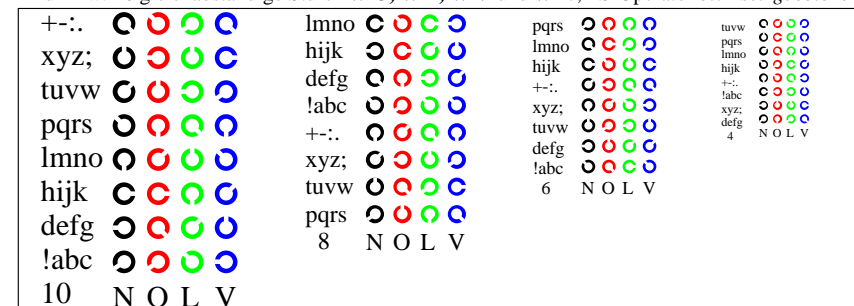 +-:.
xyz;
tuvw
pqrs
lmno
hijk
defg
!abc
10 N O L V
lmno
hijk
defg
!abc
+-:.
xyz;
tuvw
pqrs
8 N O L V
pqrs
lmno
hijk
+-:.
xyz;
tuvw
defg
!abc
6 N O L V
tuvw
pqrs
lmno
hijk
+-:.
!abc
xyz;
defg
4 N O L V